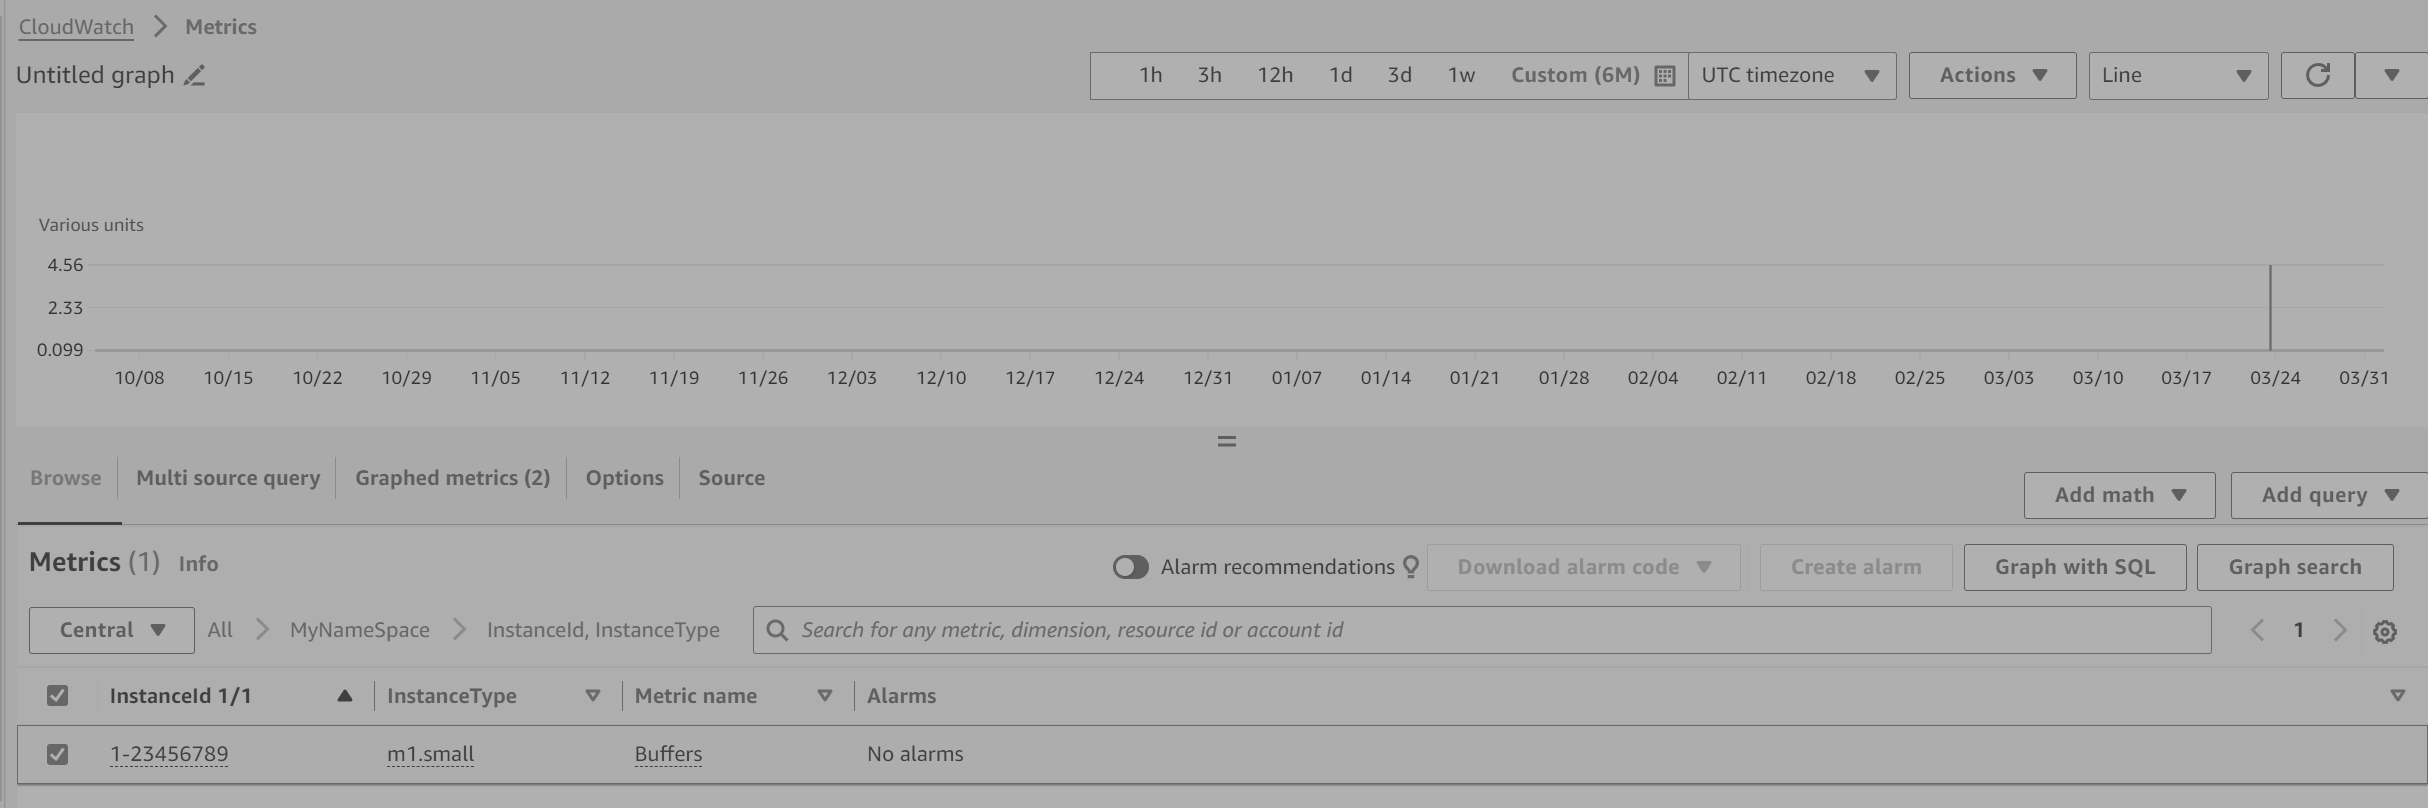 CloudWatch Metrics
Untitled graph
1h 3h 12h 1d 3d 1w Custom (6M) UTC timezone Actions Line
Various units
4.56
2.33
0.099
10/08 10/15 10/22 10/29 11/05 11/12 11/19 11/26 12/03 12/10 12/17 12/24 12/31 01/07 01/14 01/21 01/28 02/04 02/11 02/18 02/25 03/03 03/10 03/17 03/24 03/31
Browse Multi source query Graphed metrics (2) Options Source
Add math Add query
Metrics (1) Info
Alarm recommendations Download alarm code Create alarm Graph with SQL Graph search
Central All MyNameSpace InstanceId, InstanceType Search for any metric, dimension, resource id or account id 1
InstanceId 1/1 InstanceType Metric name Alarms
1-23456789 m1.small Buffers No alarms